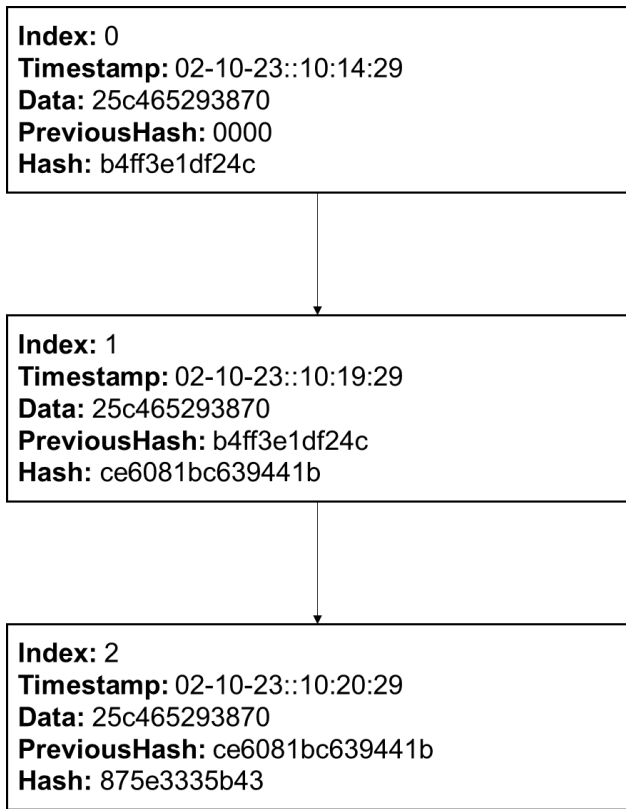 Index: 0
Timestamp: 02-10-23::10:14:29
Data: 25c465293870
PreviousHash: 0000
Hash: b4ff3e1df24c
Index: 1
Timestamp: 02-10-23::10:19:29
Data: 25c465293870
PreviousHash: b4ff3e1df24c
Hash: ce6081bc639441b
Index: 2
Timestamp: 02-10-23::10:20:29
Data: 25c465293870
PreviousHash: ce6081bc639441b
Hash: 875e3335b43